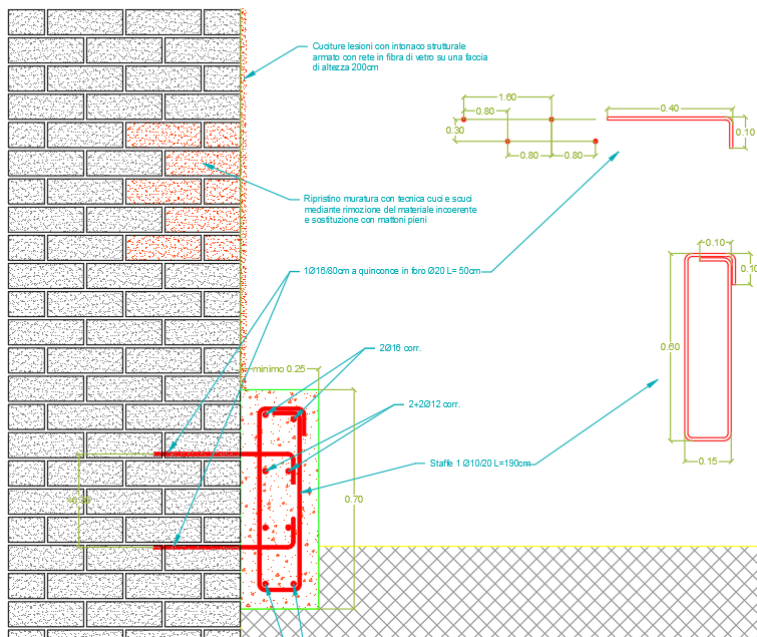 Cuciture lesioni con intonaco strutturale
armato con rete in fibra di vetro su una faccia
di altezza 200cm
1.60
0.40
0.80
0.30
0.10
0.80
0.80
Ripristino muratura con tecnica cuci e scuci
mediante rimozione del materiale incoerente
e sostituzione con mattoni pieni
0.10
0.10
1Ø16/80cm a quinconce in foro Ø20 L= 50cm
2Ø16 corr.
0.60
minimo 0.25
2+2Ø12 corr.
Staffe 1 Ø10/20 L=190cm
0.15
0.70